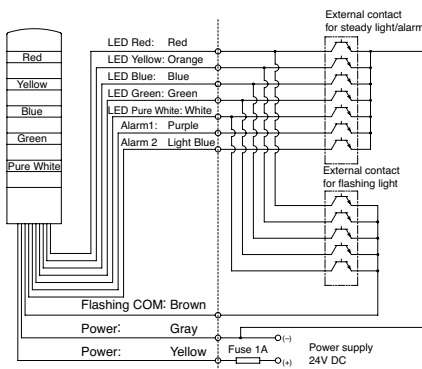 External contact
for steady light/alarm
LED Red: Red
LED Yellow: Orange
LED Blue: Blue
LED Green: Green
LED Pure White: White
Alarm1: Purple
Alarm 2 Light Blue
Red
Yellow
Blue
Green
Pure White
External contact
for flashing light
Flashing COM: Brown
Power: Gray
Power: Yellow
Fuse 1A
(−)
(+)
Power supply
24V DC